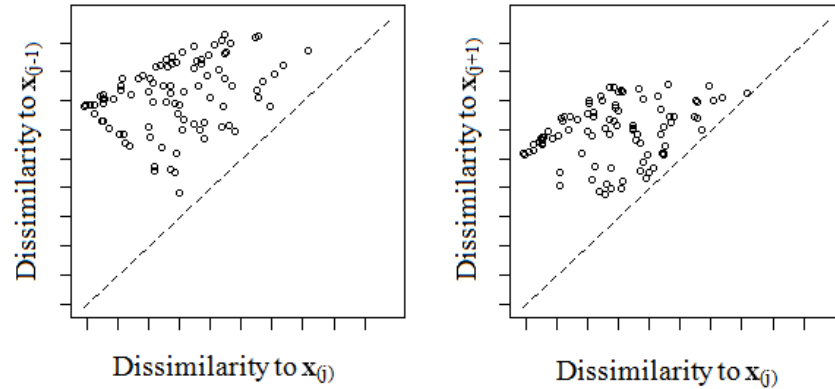 Dissimilarity to x(j-1)
Dissimilarity to x(j)
Dissimilarity to x(j+1)
Dissimilarity to x(j)